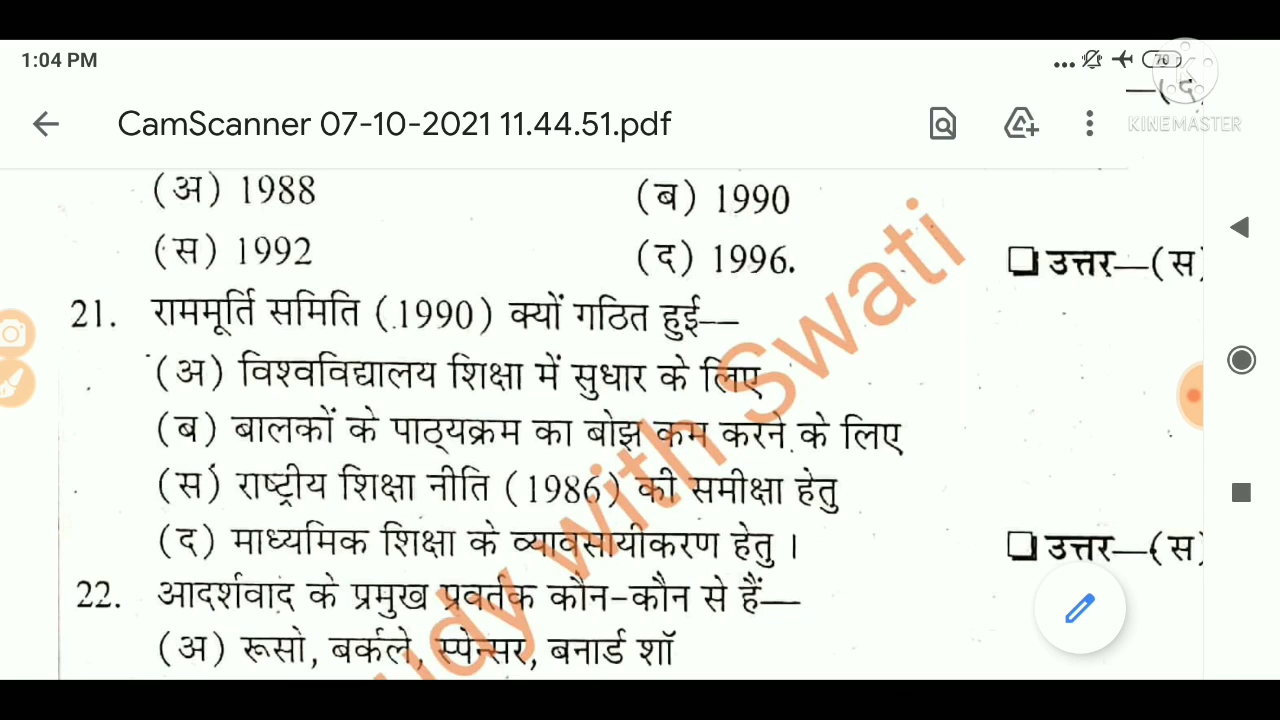 1:04 PM
70
—(द
CamScanner 07-10-2021 11.44.51.pdf
KINEMASTER
(अ) 1988 (ब) 1990
(स) 1992 (द) 1996. उत्तर—(स)
21. राममूर्ति समिति (1990) क्यों गठित हुई—
(अ) विश्वविद्यालय शिक्षा में सुधार के लिए
(ब) बालकों के पाठ्यक्रम का बोझ कम करने के लिए
(स) राष्ट्रीय शिक्षा नीति (1986) की समीक्षा हेतु
(द) माध्यमिक शिक्षा के व्यावसायीकरण हेतु । उत्तर—(स)
22. आदर्शवाद के प्रमुख प्रवर्तक कौन-कौन से हैं—
(अ) रूसो, बर्कले, स्पेन्सर, बनार्ड शॉ
udy with Swati